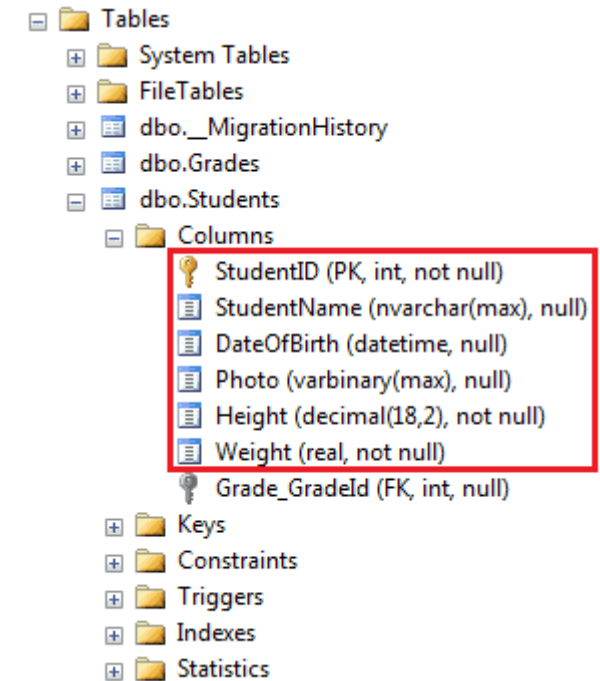 Tables
System Tables
FileTables
dbo.__MigrationHistory
dbo.Grades
dbo.Students
Columns
StudentID (PK, int, not null)
StudentName (nvarchar(max), null)
DateOfBirth (datetime, null)
Photo (varbinary(max), null)
Height (decimal(18,2), not null)
Weight (real, not null)
Grade_GradeId (FK, int, null)
Keys
Constraints
Triggers
Indexes
Statistics